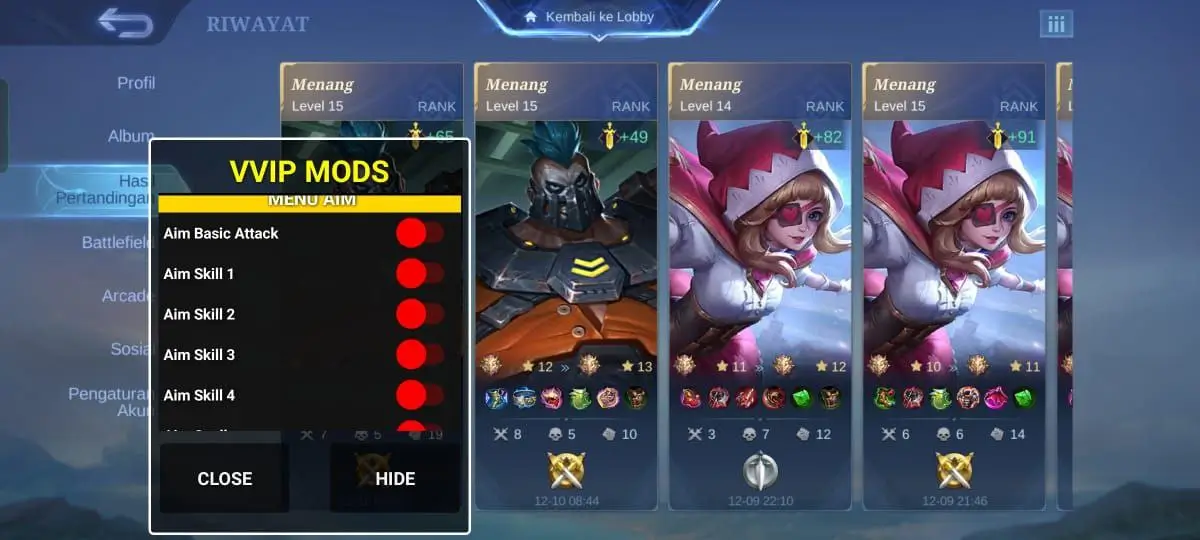 RIWAYAT
Kembali ke Lobby
Profil
Album
Hasi
Pertandingan
Battlefield
Arcade
Sosia
Pengaturan
Akun
VVIP MODS
MENU AIM
Aim Basic Attack
Aim Skill 1
Aim Skill 2
Aim Skill 3
Aim Skill 4
CLOSE
HIDE
Menang
Level 15
RANK
+65
7
5
19
Menang
Level 15
RANK
+49
12
13
8
5
10
12-10 08:44
Menang
Level 14
RANK
+82
11
12
3
7
12
12-09 22:10
Menang
Level 15
RANK
+91
10
11
6
6
14
12-09 21:46